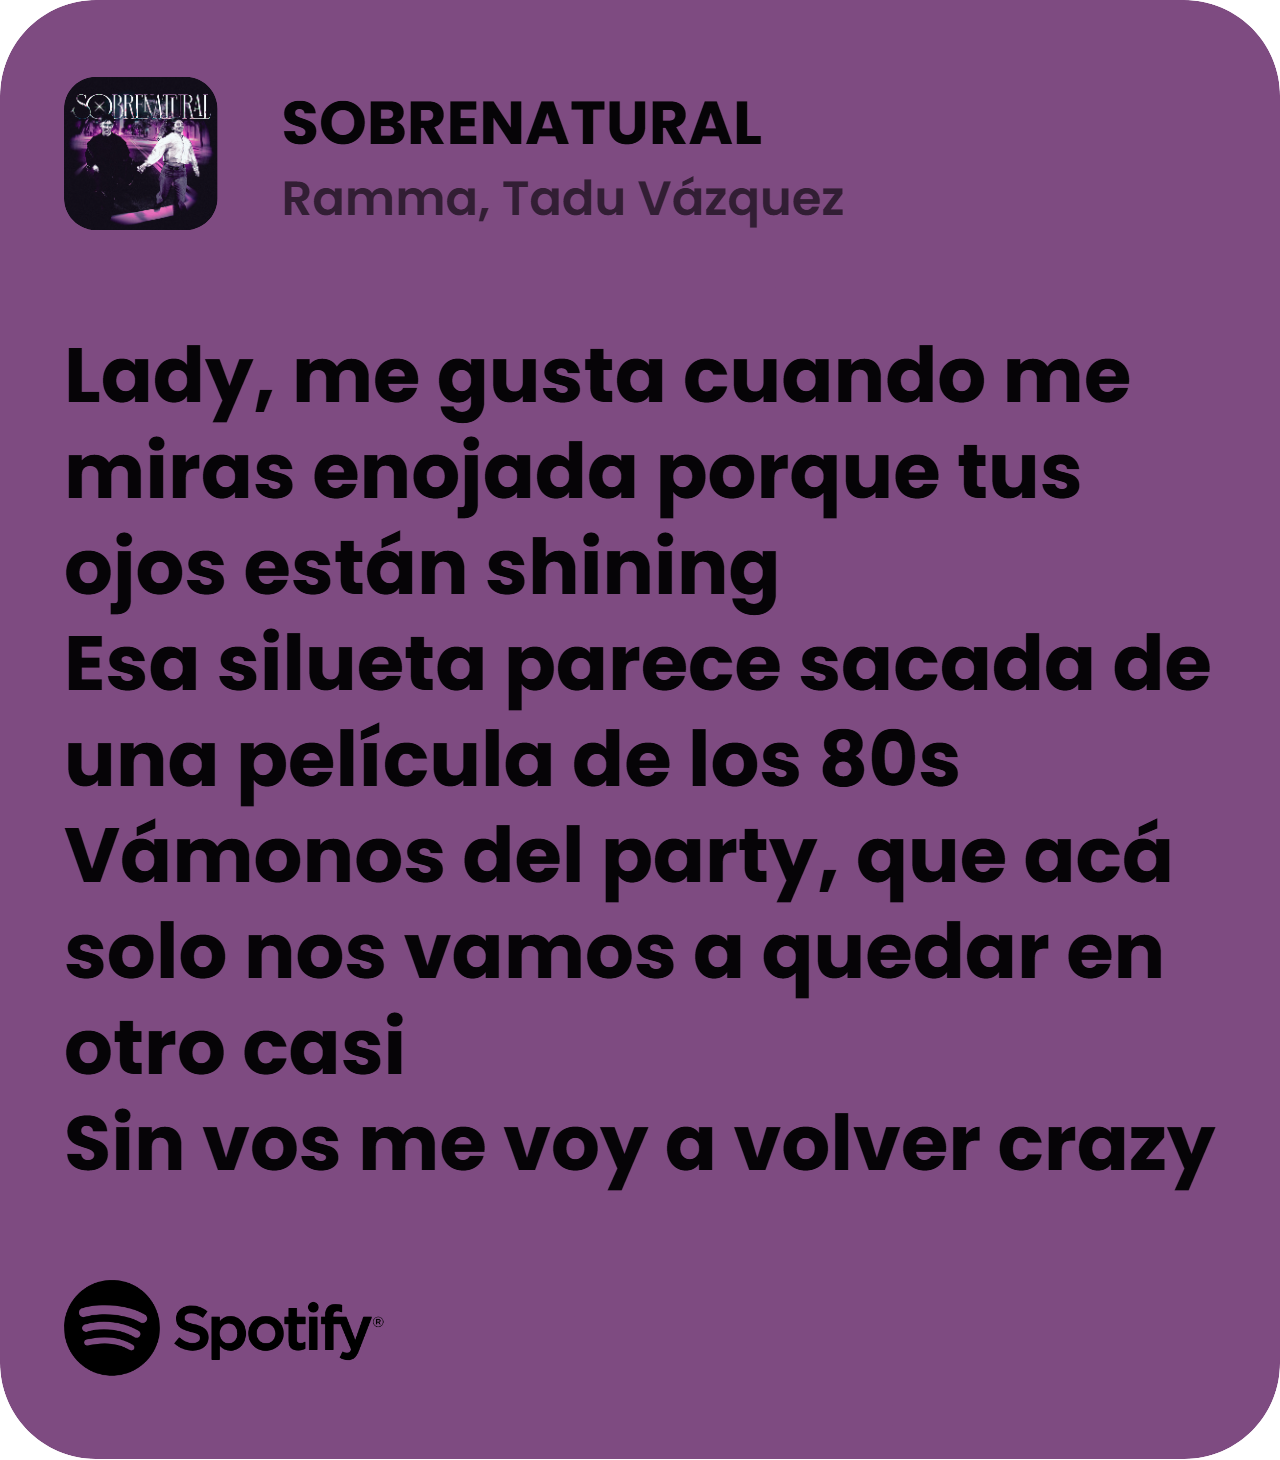 SOBRENATURAL
SOBRENATURAL
Ramma, Tadu Vázquez
Lady, me gusta cuando me
miras enojada porque tus
ojos están shining
Esa silueta parece sacada de
una película de los 80s
Vámonos del party, que acá
solo nos vamos a quedar en
otro casi
Sin vos me voy a volver crazy
Spotify®